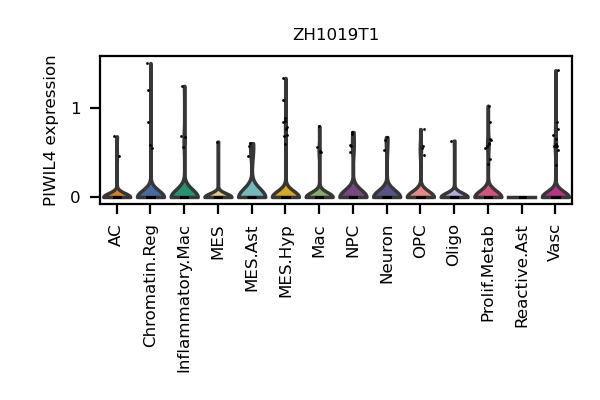 ZH1019T1
PIWIL4 expression
1
0
AC
Chromatin.Reg
Inflammatory.Mac
MES
MES.Ast
MES.Hyp
Mac
NPC
Neuron
OPC
Oligo
Prolif.Metab
Reactive.Ast
Vasc